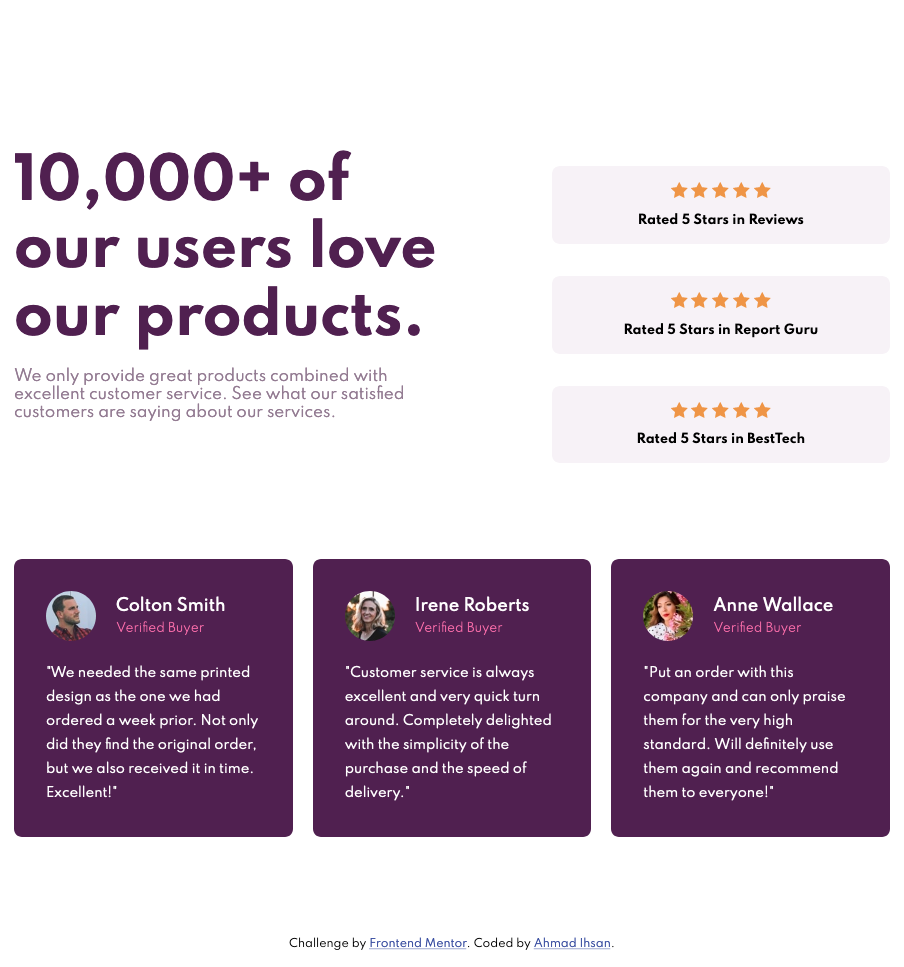 10,000+ of
our users love
our products.
We only provide great products combined with
excellent customer service. See what our satisfied
customers are saying about our services.
Rated 5 Stars in Reviews
Rated 5 Stars in Report Guru
Rated 5 Stars in BestTech
Colton Smith
Verified Buyer
"We needed the same printed
design as the one we had
ordered a week prior. Not only
did they find the original order,
but we also received it in time.
Excellent!"
Irene Roberts
Verified Buyer
"Customer service is always
excellent and very quick turn
around. Completely delighted
with the simplicity of the
purchase and the speed of
delivery."
Anne Wallace
Verified Buyer
"Put an order with this
company and can only praise
them for the very high
standard. Will definitely use
them again and recommend
them to everyone!"
Challenge by Frontend Mentor. Coded by Ahmad Ihsan.